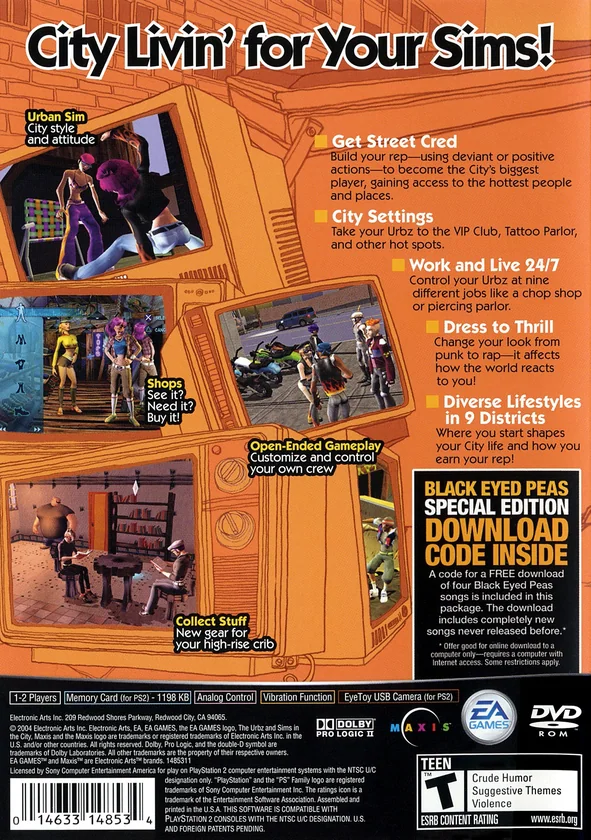 City Livin' for Your Sims!
Urban Sim
City style
and attitude
Get Street Cred
Build your rep—using deviant or positive
actions—to become the City's biggest
player, gaining access to the hottest people
and places.
City Settings
Take your Urbz to the VIP Club, Tattoo Parlor,
and other hot spots.
Work and Live 24/7
Control your Urbz at nine
different jobs like a chop shop
or piercing parlor.
Dress to Thrill
Change your look from
punk to rap—it affects
how the world reacts
to you!
Diverse Lifestyles
in 9 Districts
Where you start shapes
your City life and how you
earn your rep!
Shops
See it?
Need it?
Buy it!
Open-Ended Gameplay
Customize and control
your own crew
Collect Stuff
New gear for
your high-rise crib
BLACK EYED PEAS
SPECIAL EDITION
DOWNLOAD
CODE INSIDE
A code for a FREE download
of four Black Eyed Peas
songs is included in this
package. The download
includes completely new
songs never released before.*
* Offer good for online download to a
computer only—requires a computer with
Internet access. Some restrictions apply.
1-2 Players Memory Card (for PS2) - 1198 KB Analog Control Vibration Function EyeToy USB Camera (for PS2)
Electronic Arts Inc. 209 Redwood Shores Parkway, Redwood City, CA 94065.
© 2004 Electronic Arts Inc. Electronic Arts, EA, EA GAMES, the EA GAMES logo, The Urbz and Sims in
the City, Maxis and the Maxis logo are trademarks or registered trademarks of Electronic Arts Inc. in the
U.S. and/or other countries. All rights reserved. Dolby, Pro Logic, and the double-D symbol are
trademarks of Dolby Laboratories. All other trademarks are the property of their respective owners.
EA GAMES™ and Maxis™ are Electronic Arts™ brands. 1485311
Licensed by Sony Computer Entertainment America for play on PlayStation 2 computer entertainment systems with the NTSC U/C
designation only. "PlayStation" and the "PS" Family logo are registered
trademarks of Sony Computer Entertainment Inc. The ratings icon is a
trademark of the Entertainment Software Association. Assembled and
printed in the U.S.A. THIS SOFTWARE IS COMPATIBLE WITH
PLAYSTATION 2 CONSOLES WITH THE NTSC U/C DESIGNATION. U.S.
AND FOREIGN PATENTS PENDING.
0 14633 14853 4
DOLBY
PRO LOGIC II
MAXIS
EA
GAMES
DVD
ROM
TEEN
T
Crude Humor
Suggestive Themes
Violence
ESRB CONTENT RATING www.esrb.org